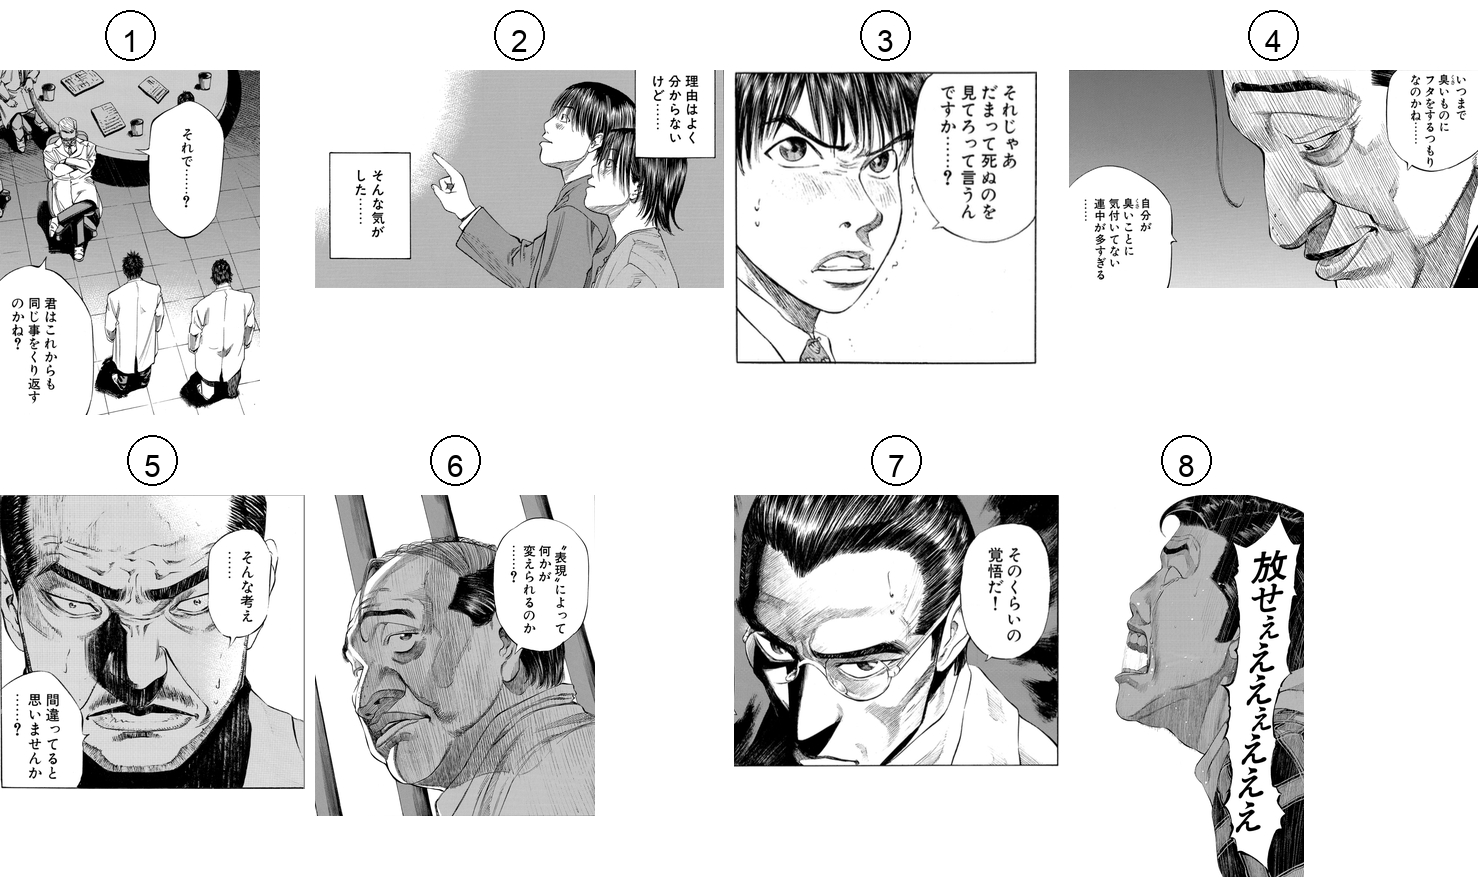 1
それで……？
君はこれからも
同じ事をくり返す
のかね？
2
理由はよく
分からない
けど……
そんな気が
した……
3
それじゃあ
だまって死ぬのを
見てろって言うん
ですか……？
4
いつまで
臭いものに
フタをするつもり
なのかね……
自分が
臭いことに
気付いてない
連中が多すぎる
……
5
そんな考え
……
間違ってると
思いませんか
……？
6
〝表現〟によって
何かが
変えられるのか
……？
7
そのくらいの
覚悟だ！
8
放せぇえええぇええええ